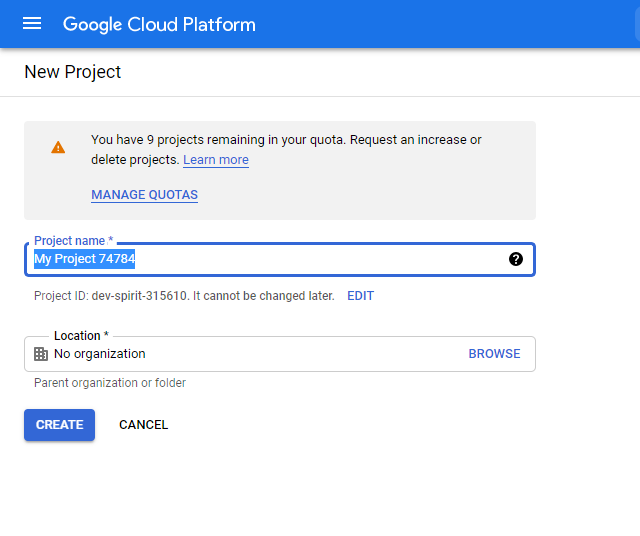 Google Cloud Platform
New Project
You have 9 projects remaining in your quota. Request an increase or
delete projects. Learn more
MANAGE QUOTAS
Project name *
My Project 74784
Project ID: dev-spirit-315610. It cannot be changed later. EDIT
Location *
No organization BROWSE
Parent organization or folder
CREATE CANCEL